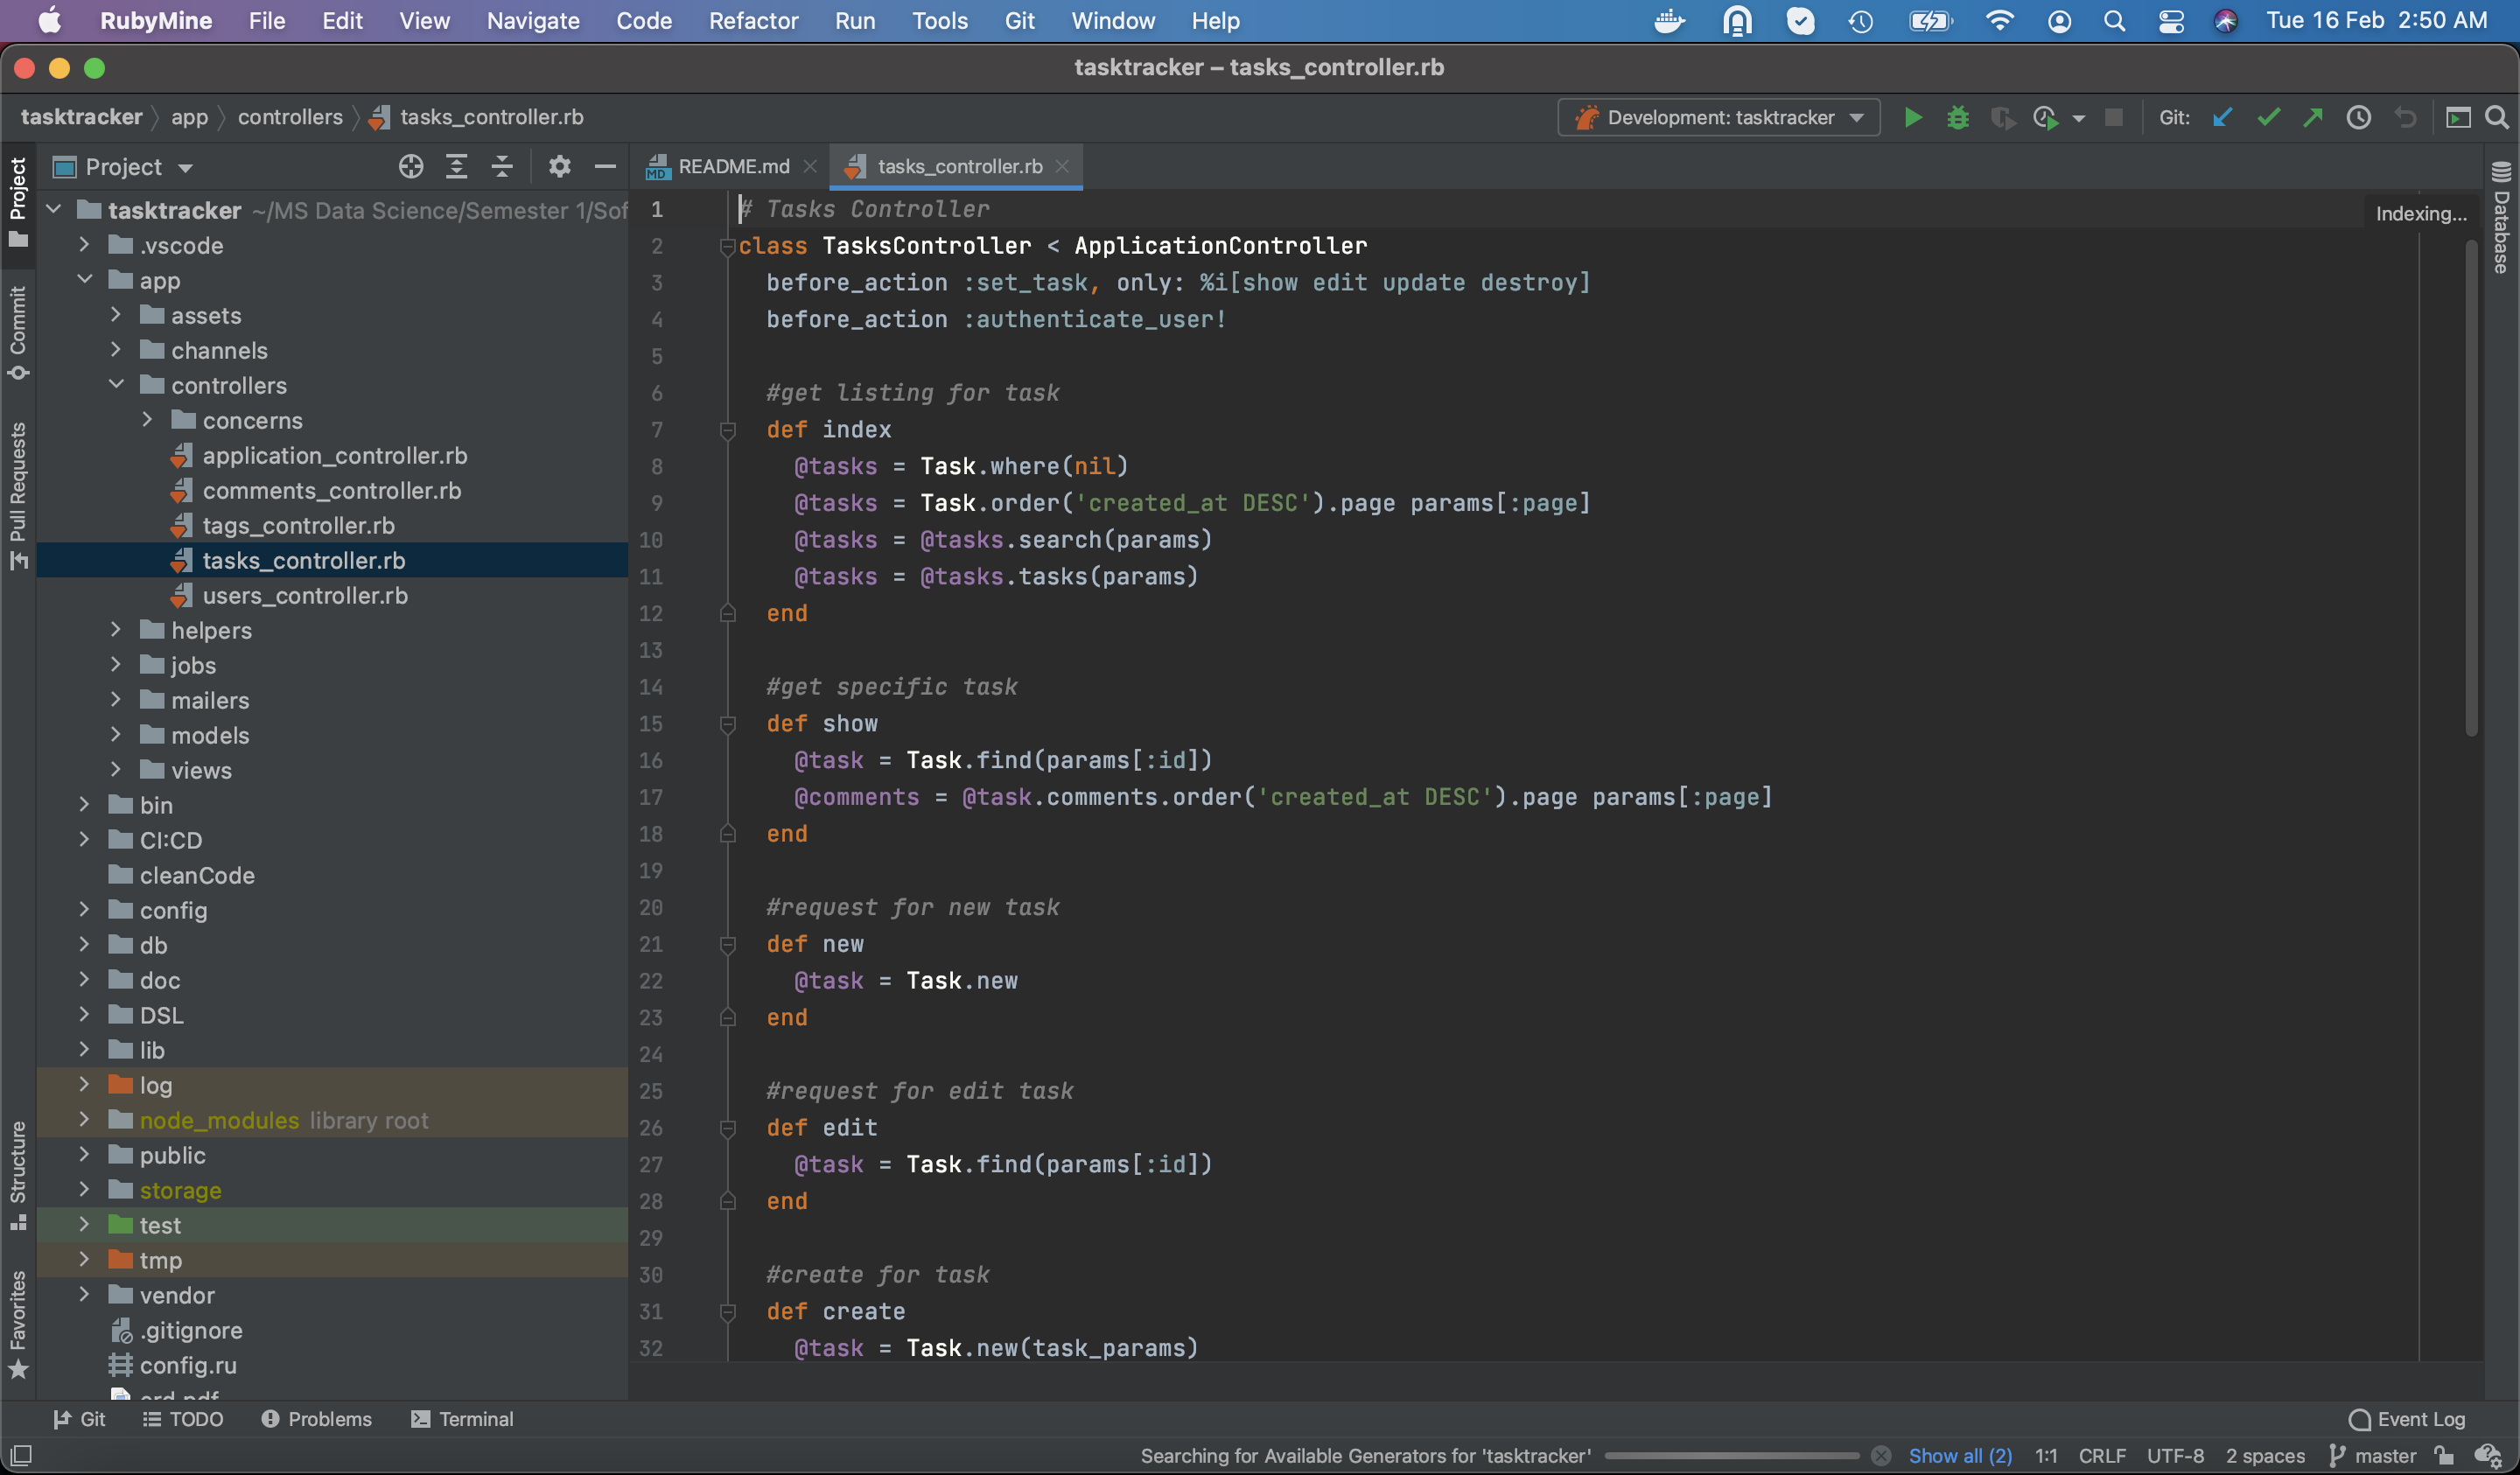 RubyMine File Edit View Navigate Code Refactor Run Tools Git Window Help Tue 16 Feb 2:50 AM
tasktracker – tasks_controller.rb
tasktracker app controllers tasks_controller.rb Development: tasktracker Git:
Project README.md tasks_controller.rb
Project
Commit
Pull Requests
Structure
Favorites
Database
tasktracker ~/MS Data Science/Semester 1/Sof
.vscode
app
assets
channels
controllers
concerns
application_controller.rb
comments_controller.rb
tags_controller.rb
tasks_controller.rb
users_controller.rb
helpers
jobs
mailers
models
views
bin
CI:CD
cleanCode
config
db
doc
DSL
lib
log
node_modules library root
public
storage
test
tmp
vendor
.gitignore
config.ru
Indexing...
1 # Tasks Controller
2 class TasksController < ApplicationController
3 before_action :set_task, only: %i[show edit update destroy]
4 before_action :authenticate_user!
5
6 #get listing for task
7 def index
8 @tasks = Task.where(nil)
9 @tasks = Task.order('created_at DESC').page params[:page]
10 @tasks = @tasks.search(params)
11 @tasks = @tasks.tasks(params)
12 end
13
14 #get specific task
15 def show
16 @task = Task.find(params[:id])
17 @comments = @task.comments.order('created_at DESC').page params[:page]
18 end
19
20 #request for new task
21 def new
22 @task = Task.new
23 end
24
25 #request for edit task
26 def edit
27 @task = Task.find(params[:id])
28 end
29
30 #create for task
31 def create
32 @task = Task.new(task_params)
Git TODO Problems Terminal Event Log
Searching for Available Generators for 'tasktracker' Show all (2) 1:1 CRLF UTF-8 2 spaces master